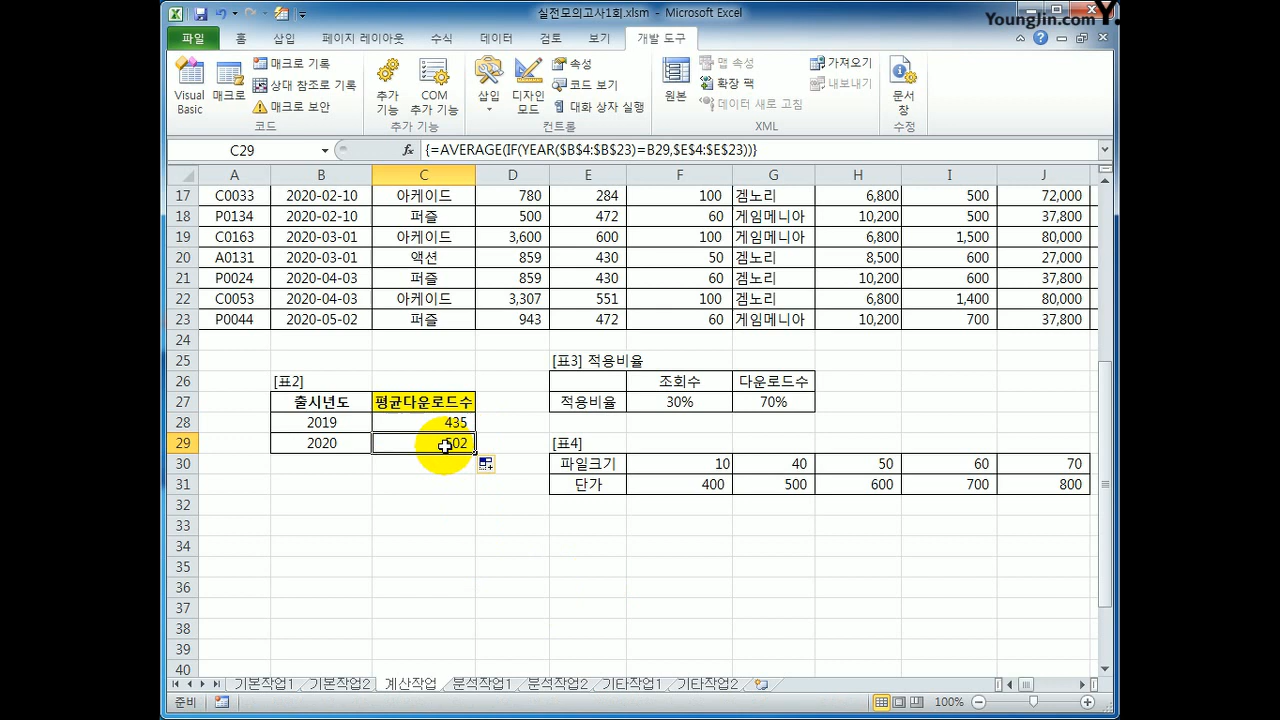 실전모의고사1회.xlsm - Microsoft Excel
YoungJin.com Y.
파일 홈 삽입 페이지 레이아웃 수식 데이터 검토 보기 개발 도구
Visual Basic
매크로
매크로 기록
상대 참조로 기록
매크로 보안
코드
추가 기능
COM 추가 기능
추가 기능
삽입
디자인 모드
속성
코드 보기
대화 상자 실행
컨트롤
원본
맵 속성
확장 팩
데이터 새로 고침
가져오기
내보내기
XML
문서 창
수정
C29 fx {=AVERAGE(IF(YEAR($B$4:$B$23)=B29,$E$4:$E$23))}
A B C D E F G H I J
17 C0033 2020-02-10 아케이드 780 284 100 겜노리 6,800 500 72,000
18 P0134 2020-02-10 퍼즐 500 472 60 게임메니아 10,200 500 37,800
19 C0163 2020-03-01 아케이드 3,600 600 100 게임메니아 6,800 1,500 80,000
20 A0131 2020-03-01 액션 859 430 50 겜노리 8,500 600 27,000
21 P0024 2020-04-03 퍼즐 859 430 60 겜노리 10,200 600 37,800
22 C0053 2020-04-03 아케이드 3,307 551 100 겜노리 6,800 1,400 80,000
23 P0044 2020-05-02 퍼즐 943 472 60 게임메니아 10,200 700 37,800
24
25 [표3] 적용비율
26 [표2] 조회수 다운로드수
27 출시년도 평균다운로드수 적용비율 30% 70%
28 2019 435
29 2020 502 [표4]
30 파일크기 10 40 50 60 70
31 단가 400 500 600 700 800
32
33
34
35
36
37
38
39
40
기본작업1 기본작업2 계산작업 분석작업1 분석작업2 기타작업1 기타작업2
준비 100%